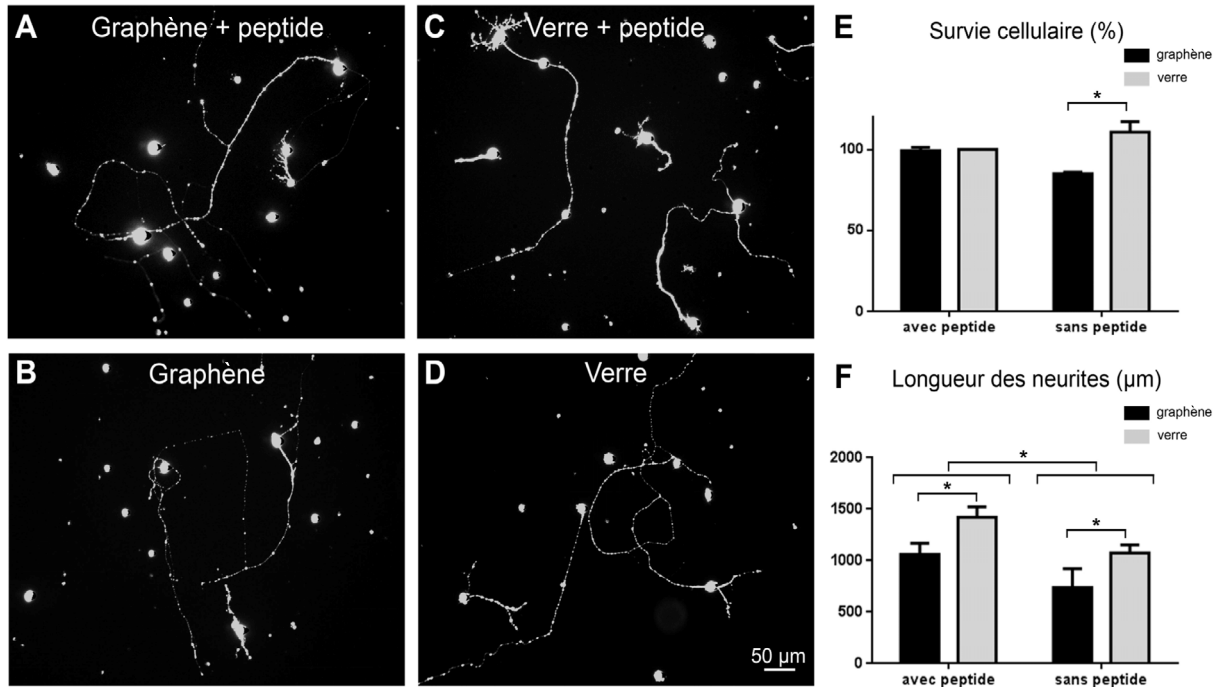 A Graphène + peptide
C Verre + peptide
B Graphène
D Verre
50 µm
E Survie cellulaire (%)
graphène
verre
*
100
50
0
avec peptide sans peptide
F Longueur des neurites (µm)
graphène
verre
*
* *
2000
1500
1000
500
0
avec peptide sans peptide